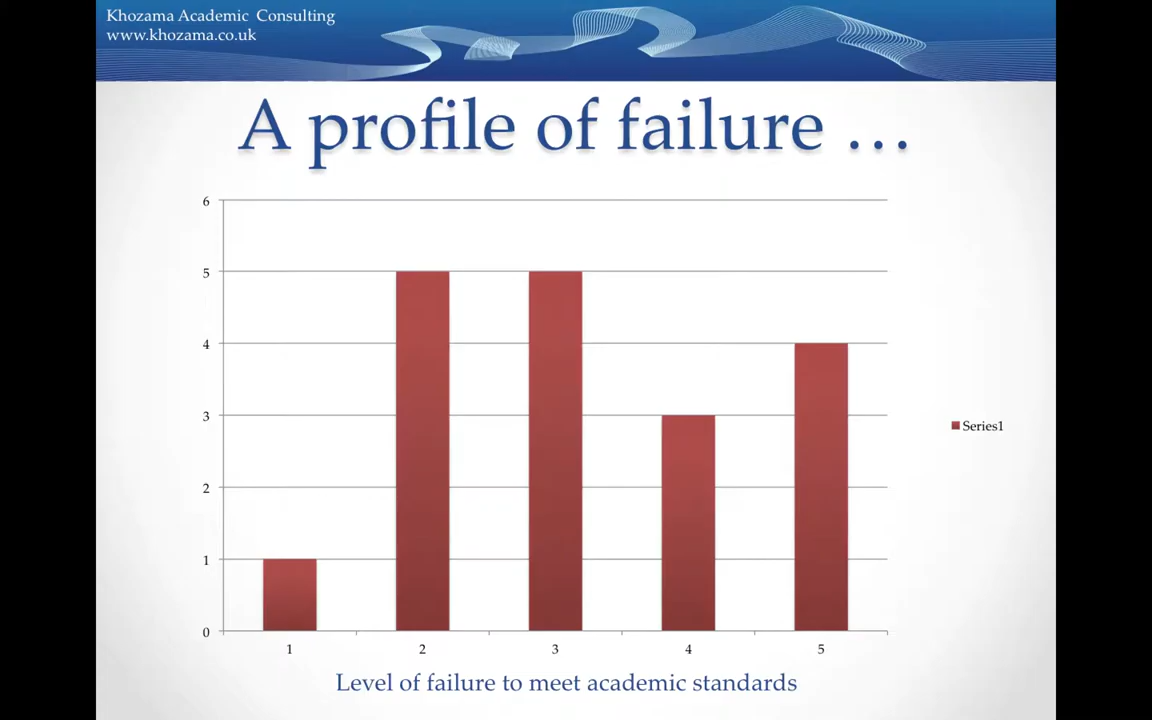 Khozama Academic  Consulting
www.khozama.co.uk
A profile of failure …
6
5
4
3
2
1
0
Series1
1 2 3 4 5
Level of failure to meet academic standards